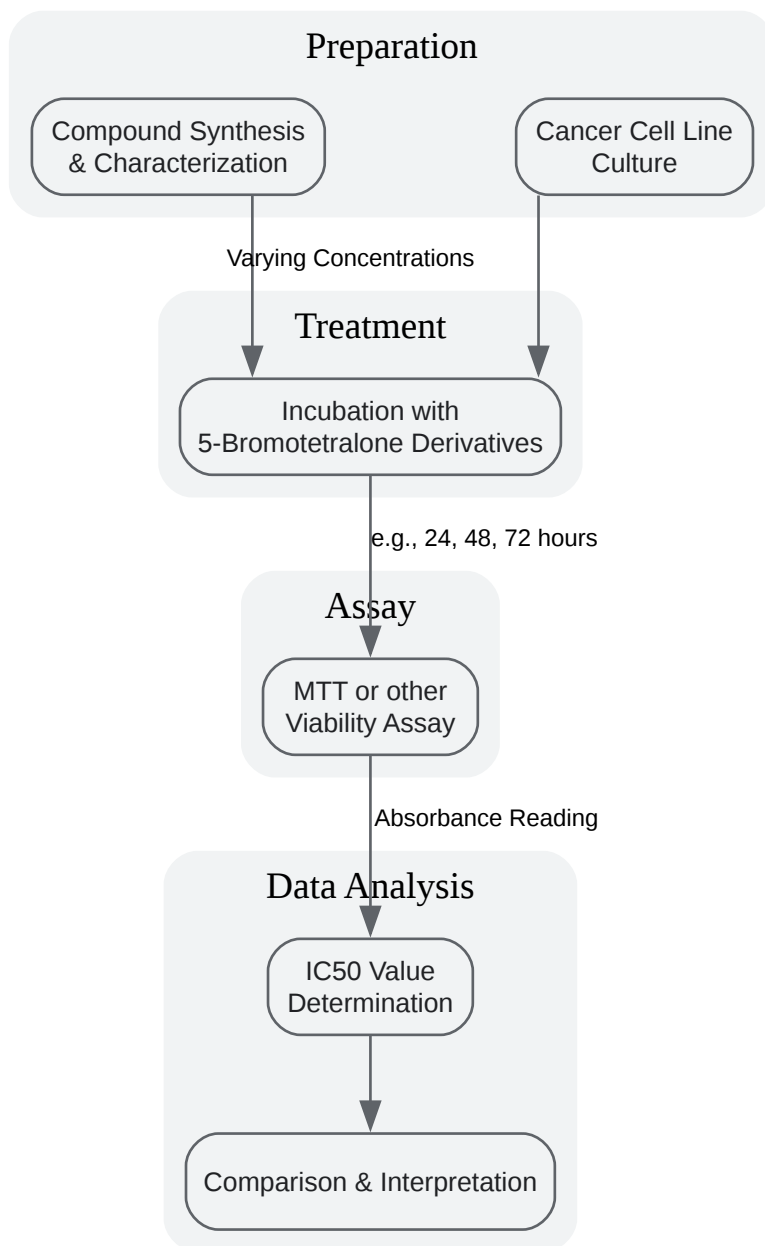 Preparation
Compound Synthesis
& Characterization
Cancer Cell Line
Culture
Varying Concentrations
Treatment
Incubation with
5-Bromotetralone Derivatives
e.g., 24, 48, 72 hours
Assay
MTT or other
Viability Assay
Absorbance Reading
Data Analysis
IC50 Value
Determination
Comparison & Interpretation